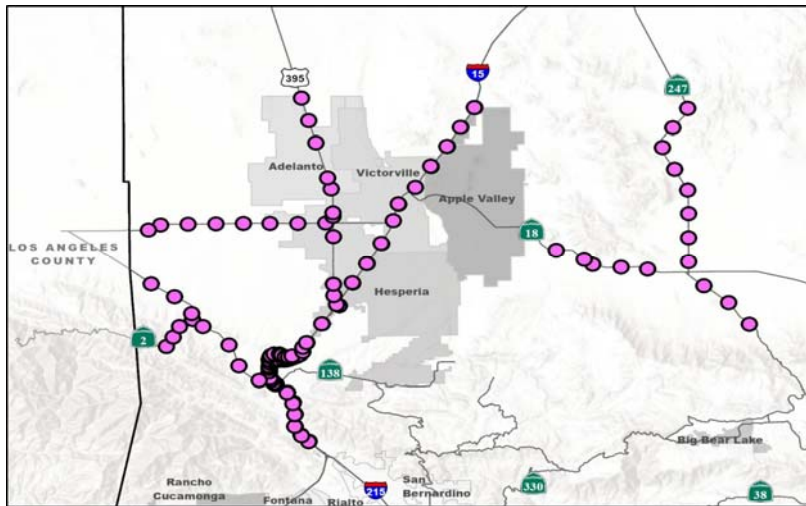 395
15
247
Adelanto
Victorville
Apple Valley
18
LOS ANGELES
COUNTY
Hesperia
2
138
Big Bear Lake
Rancho
Cucamonga
Fontana
Rialto
215
San
Bernardino
330
38